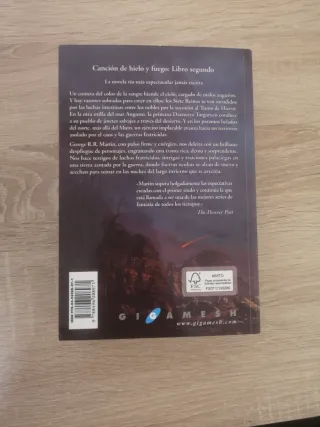 Canción de hielo y fuego: Libro segundo
La novela río más espectacular jamás escrita
Un cometa del color de la sangre hiende el cielo, cargado de malos augurios.
Y hay razones sobradas para creer en ellos: los Siete Reinos se ven sacudidos
por las luchas intestinas entre los nobles por la sucesión al Trono de Hierro.
En la otra orilla del mar Angosto, la princesa Daenerys Targaryen conduce
a su pueblo de jinetes salvajes a través del desierto. Y en los páramos helados
del norte, más allá del Muro, un ejército implacable avanza hacia un territorio
asolado por el caos y las guerras fratricidas.
George R.R. Martin, con pulso firme y enérgico, nos deleita con un brillante
despliegue de personajes, engranando una trama rica, densa y sorprendente.
Nos hace testigos de luchas fratricidas, intrigas y traiciones palaciegas en
una tierra maldita por la guerra, donde fuerzas ocultas se alzan de nuevo y
acechan para reinar en las noches del largo invierno que se avecina.
«Martin supera holgadamente las expectativas
creadas con el primer título y continúa la que
está llamada a ser una de las mejores series de
fantasía de todos los tiempos.»
The Denver Post
MIXTO
FSC
GIGAMESH
www.gigamesh.com